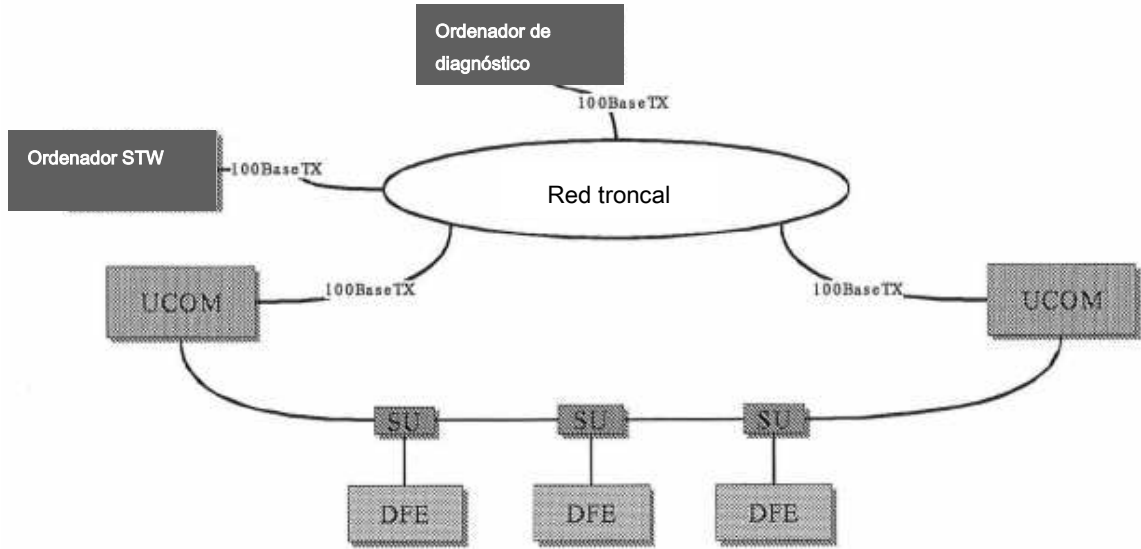 Ordenador de
diagnóstico
100BaseTX
Ordenador STW
100BaseTX
Red troncal
100BaseTX
100BaseTX
UCOM
UCOM
SU
SU
SU
DFE
DFE
DFE